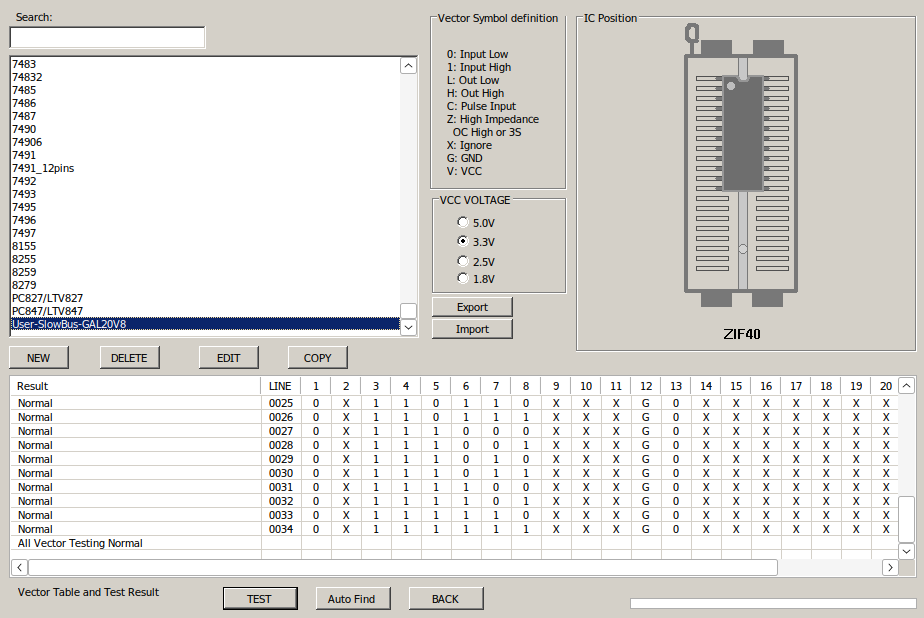 Search:
7483
74832
7485
7486
7487
7490
74906
7491
7491_12pins
7492
7493
7495
7496
7497
8155
8255
8259
8279
PC827/LTV827
PC847/LTV847
User-SlowBus-GAL20V8
NEW DELETE EDIT COPY
Vector Symbol definition
0: Input Low
1: Input High
L: Out Low
H: Out High
C: Pulse Input
Z: High Impedance
OC High or 3S
X: Ignore
G: GND
V: VCC
VCC VOLTAGE
5.0V
3.3V
2.5V
1.8V
Export
Import
IC Position
ZIF40
Result LINE 1 2 3 4 5 6 7 8 9 10 11 12 13 14 15 16 17 18 19 20
Normal 0025 0 X 1 1 0 1 1 0 X X X G 0 X X X X X X X
Normal 0026 0 X 1 1 0 1 1 1 X X X G 0 X X X X X X X
Normal 0027 0 X 1 1 1 0 0 0 X X X G 0 X X X X X X X
Normal 0028 0 X 1 1 1 0 0 1 X X X G 0 X X X X X X X
Normal 0029 0 X 1 1 1 0 1 0 X X X G 0 X X X X X X X
Normal 0030 0 X 1 1 1 0 1 1 X X X G 0 X X X X X X X
Normal 0031 0 X 1 1 1 1 0 0 X X X G 0 X X X X X X X
Normal 0032 0 X 1 1 1 1 0 1 X X X G 0 X X X X X X X
Normal 0033 0 X 1 1 1 1 1 0 X X X G 0 X X X X X X X
Normal 0034 0 X 1 1 1 1 1 1 X X X G 0 X X X X X X X
All Vector Testing Normal
Vector Table and Test Result
TEST Auto Find BACK